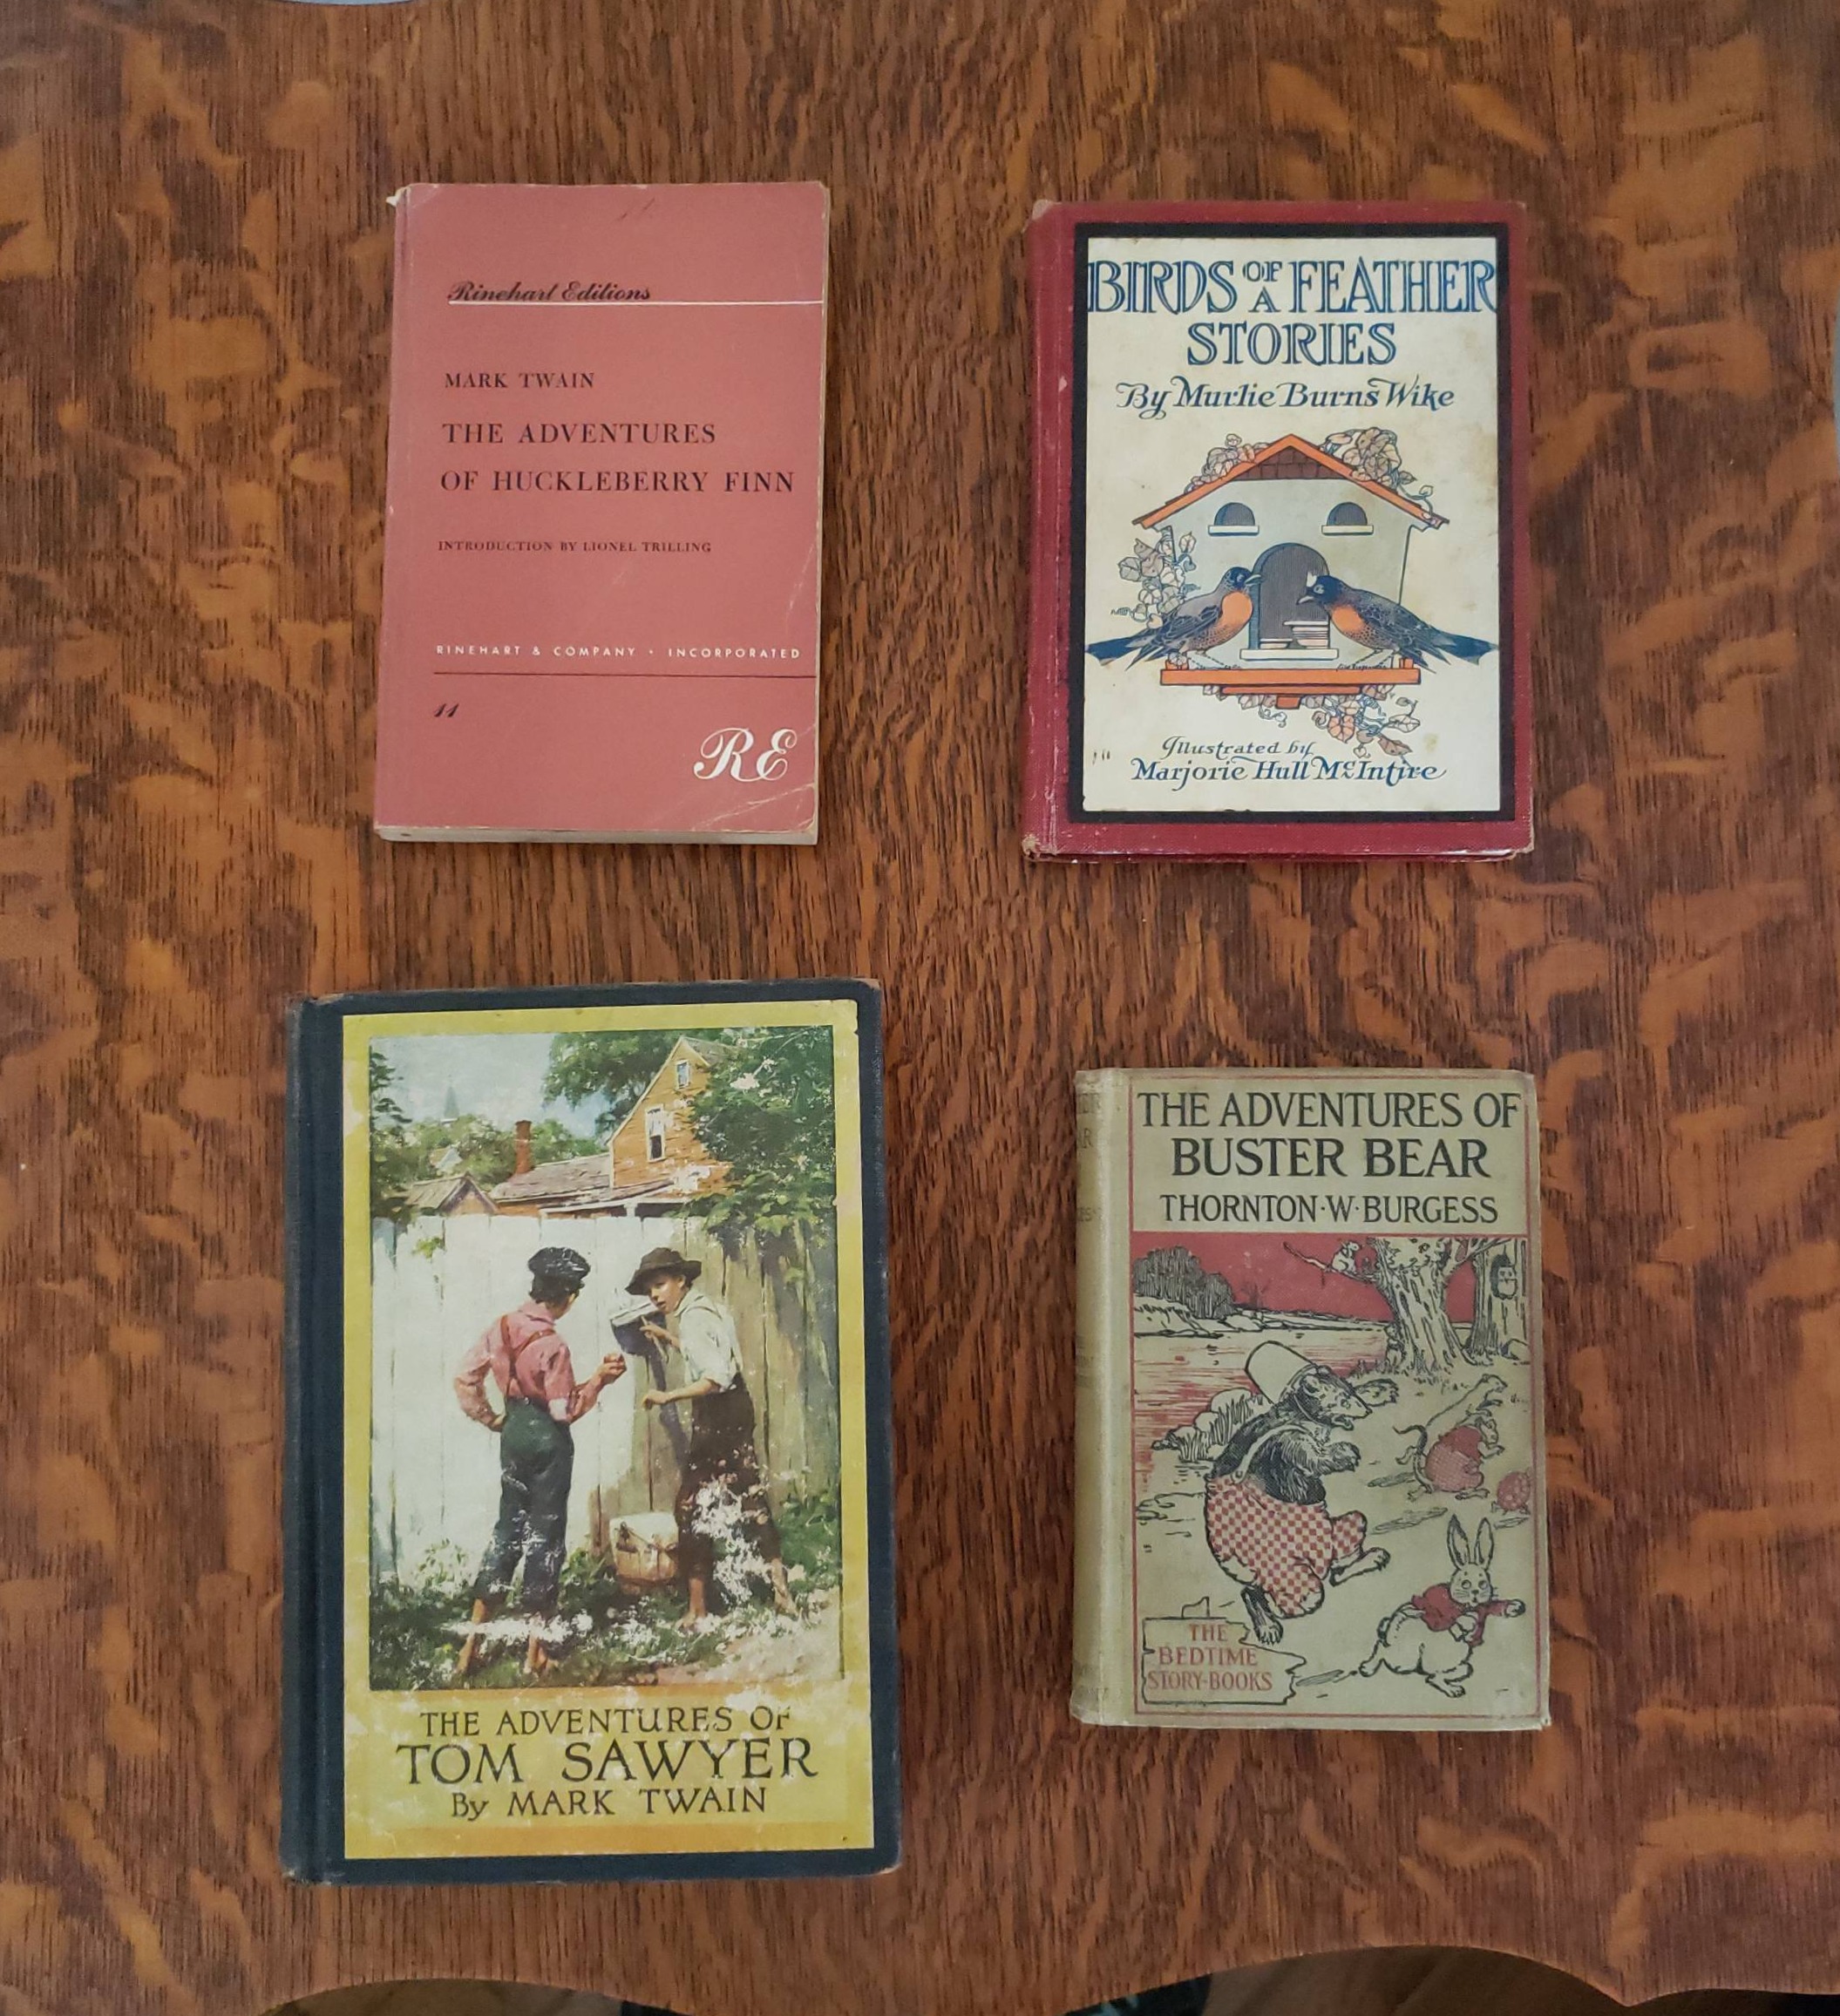 Rinehart Editions
MARK TWAIN
THE ADVENTURES
OF HUCKLEBERRY FINN
INTRODUCTION BY LIONEL TRILLING
RINEHART & COMPANY • INCORPORATED
11
RE
BIRDS OF A FEATHER
STORIES
By Murlie Burns Wike
Illustrated by
Marjorie Hull McIntire
THE ADVENTURES OF
TOM SAWYER
By MARK TWAIN
THE ADVENTURES OF
BUSTER BEAR
THORNTON·W·BURGESS
THE
BEDTIME
STORY-BOOKS